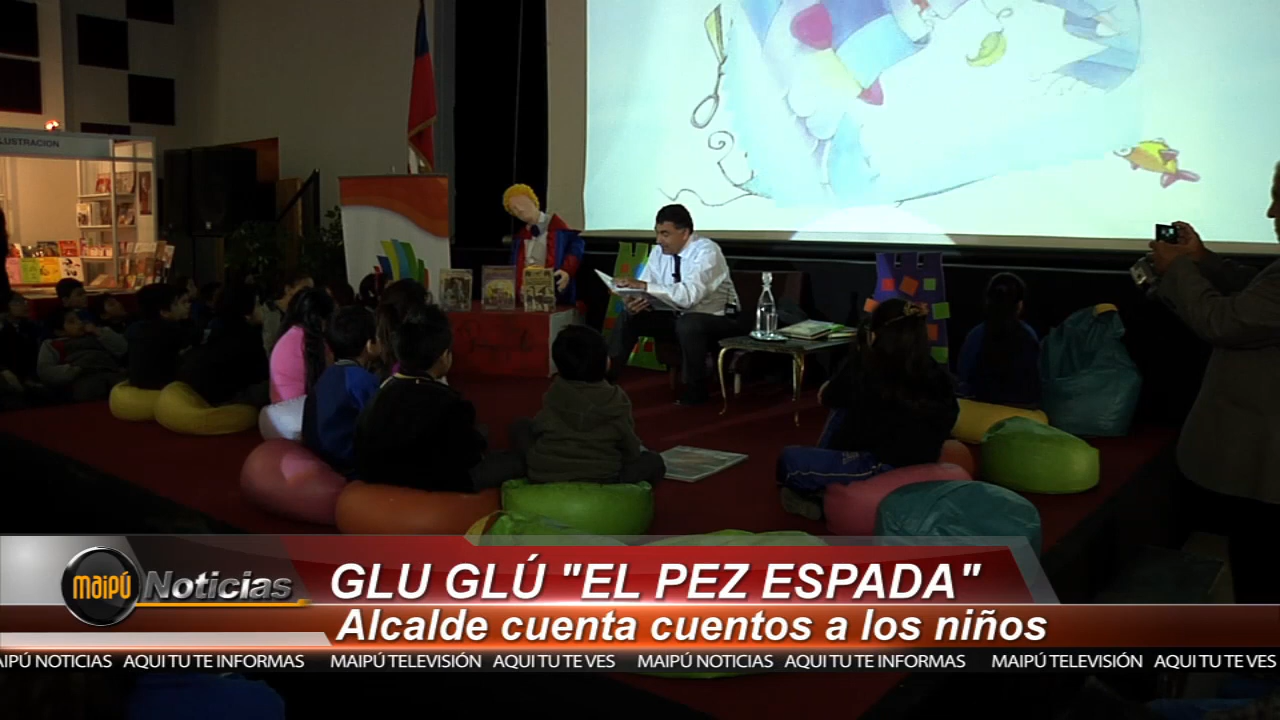 LUSTRACION
maipú Noticias
GLU GLÚ "EL PEZ ESPADA"
Alcalde cuenta cuentos a los niños
AIPÚ NOTICIAS AQUI TU TE INFORMAS MAIPÚ TELEVISIÓN AQUI TU TE VES MAIPÚ NOTICIAS AQUI TU TE INFORMAS MAIPÚ TELEVISIÓN AQUI TU TE VES